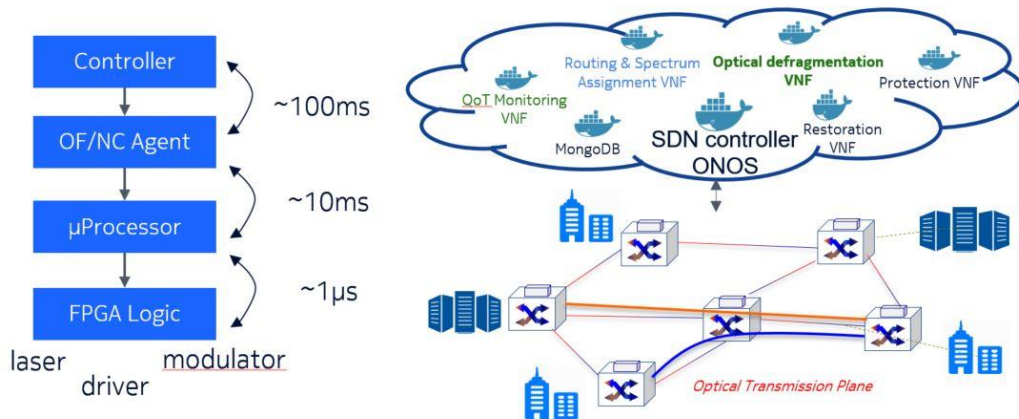 Controller
~100ms
OF/NC Agent
~10ms
µProcessor
~1µs
FPGA Logic
laser
modulator
driver
Routing & Spectrum
Assignment VNF
Optical defragmentation
VNF
QoT Monitoring
VNF
Protection VNF
MongoDB
SDN controller
ONOS
Restoration
VNF
Optical Transmission Plane